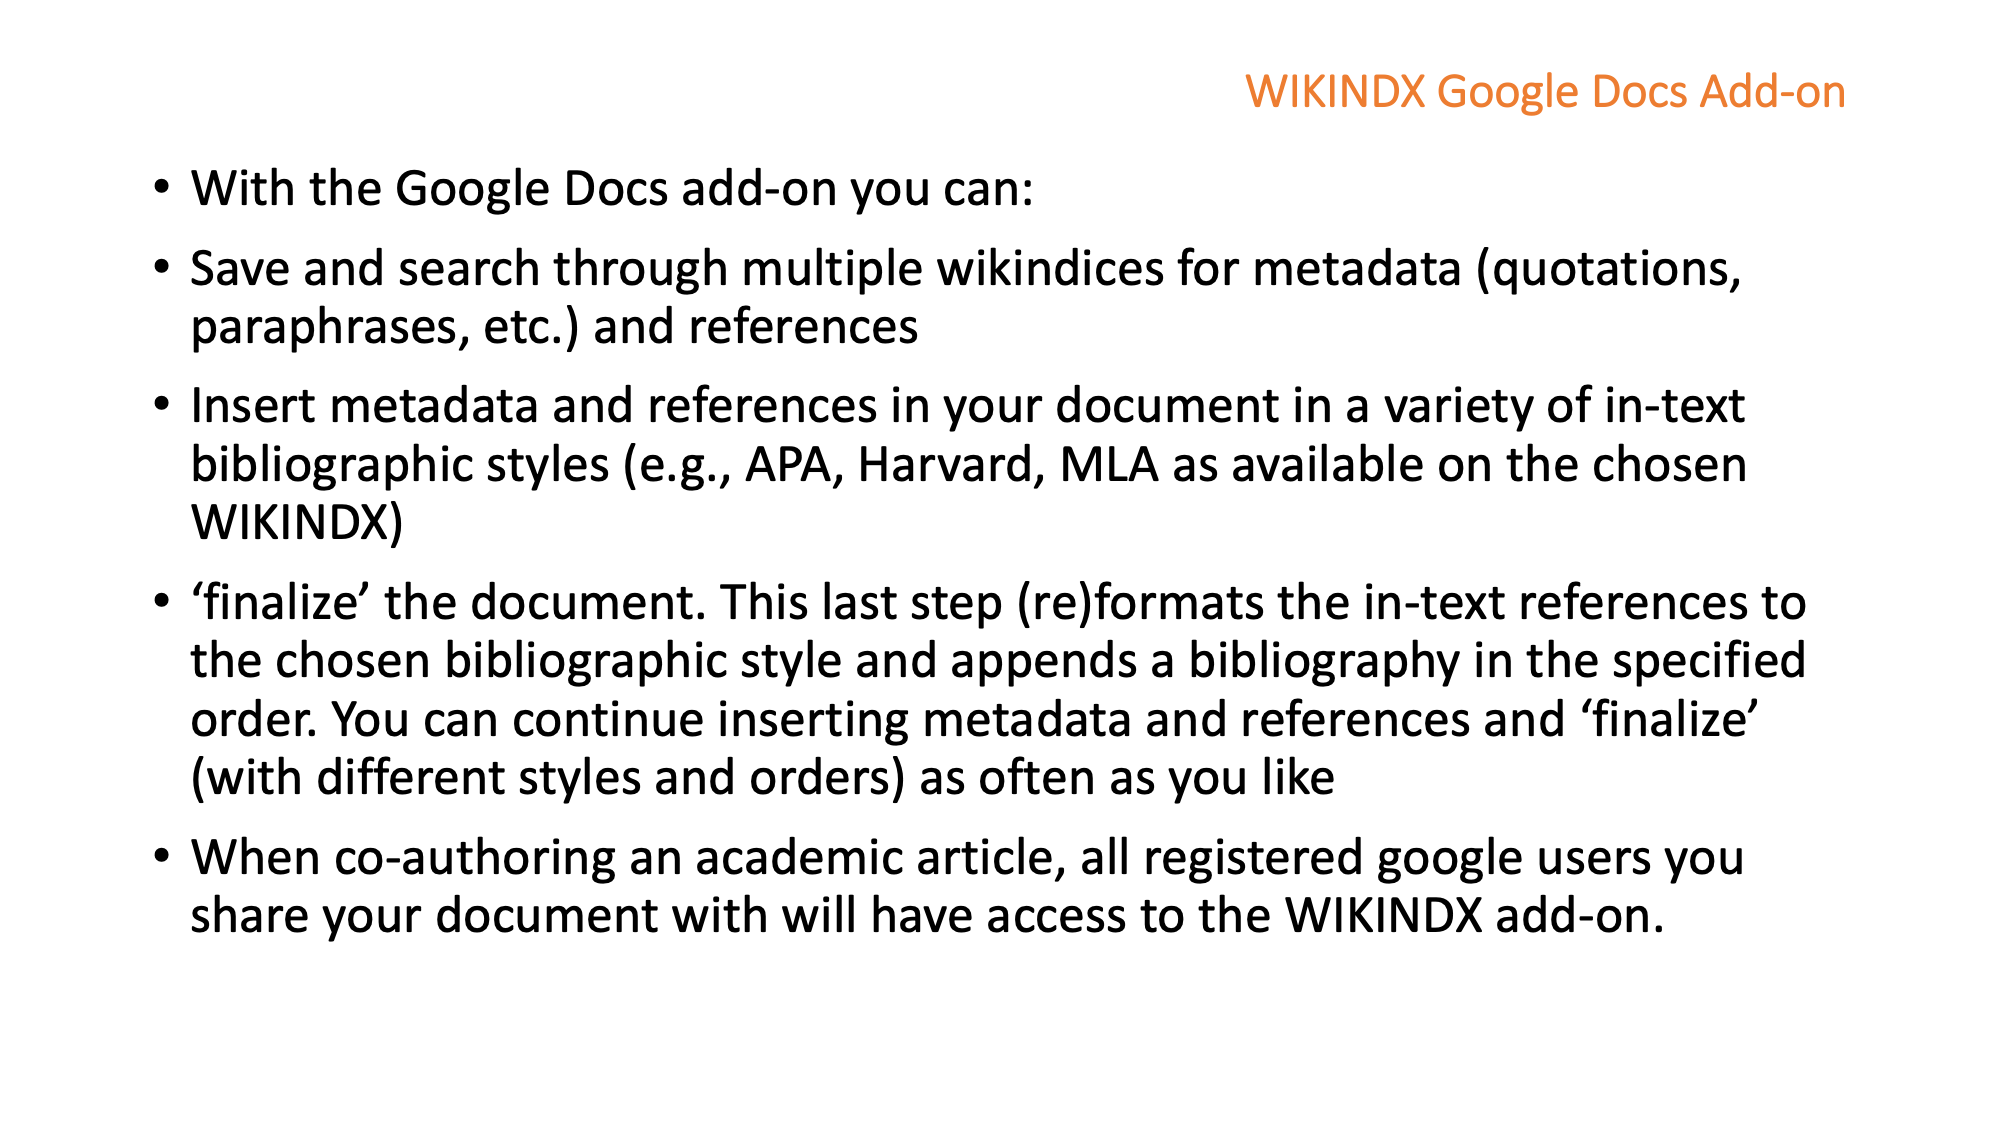 WIKINDX Google Docs Add-on
• With the Google Docs add-on you can:
• Save and search through multiple wikindices for metadata (quotations,
paraphrases, etc.) and references
• Insert metadata and references in your document in a variety of in-text
bibliographic styles (e.g., APA, Harvard, MLA as available on the chosen
WIKINDX)
• ‘finalize’ the document. This last step (re)formats the in-text references to
the chosen bibliographic style and appends a bibliography in the specified
order. You can continue inserting metadata and references and ‘finalize’
(with different styles and orders) as often as you like
• When co-authoring an academic article, all registered google users you
share your document with will have access to the WIKINDX add-on.